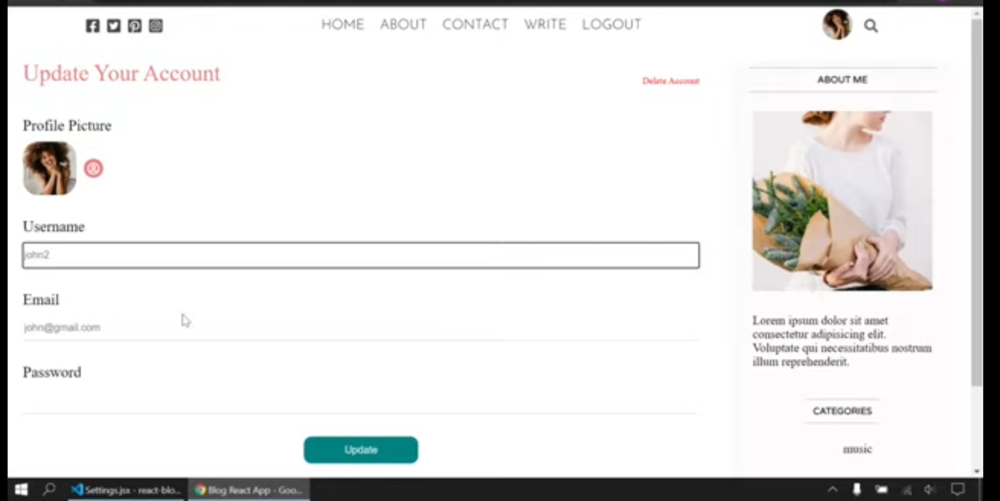 HOME ABOUT CONTACT WRITE LOGOUT
Update Your Account
Delete Account
Profile Picture
Username
john2
Email
john@gmail.com
Password
Update
ABOUT ME
Lorem ipsum dolor sit amet
consectetur adipisicing elit.
Voluptate qui necessitatibus nostrum
illum reprehenderit.
CATEGORIES
music
Settings.jsx - react-blo...
Blog React App - Goo...